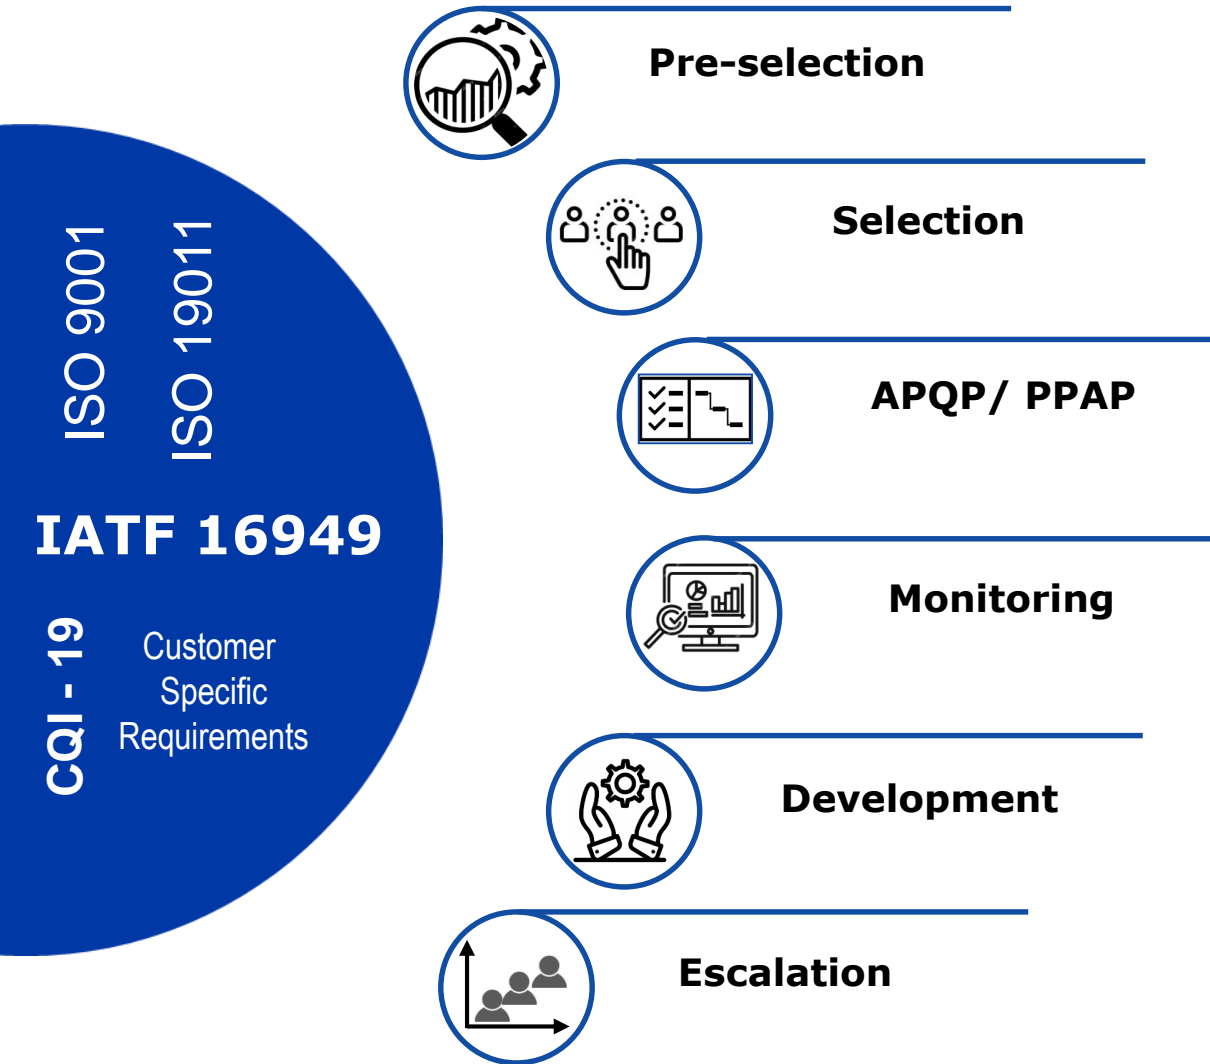 ISO 9001
ISO 19011
IATF 16949
CQI - 19
Customer
Specific
Requirements
Pre-selection
Selection
APQP/ PPAP
Monitoring
Development
Escalation